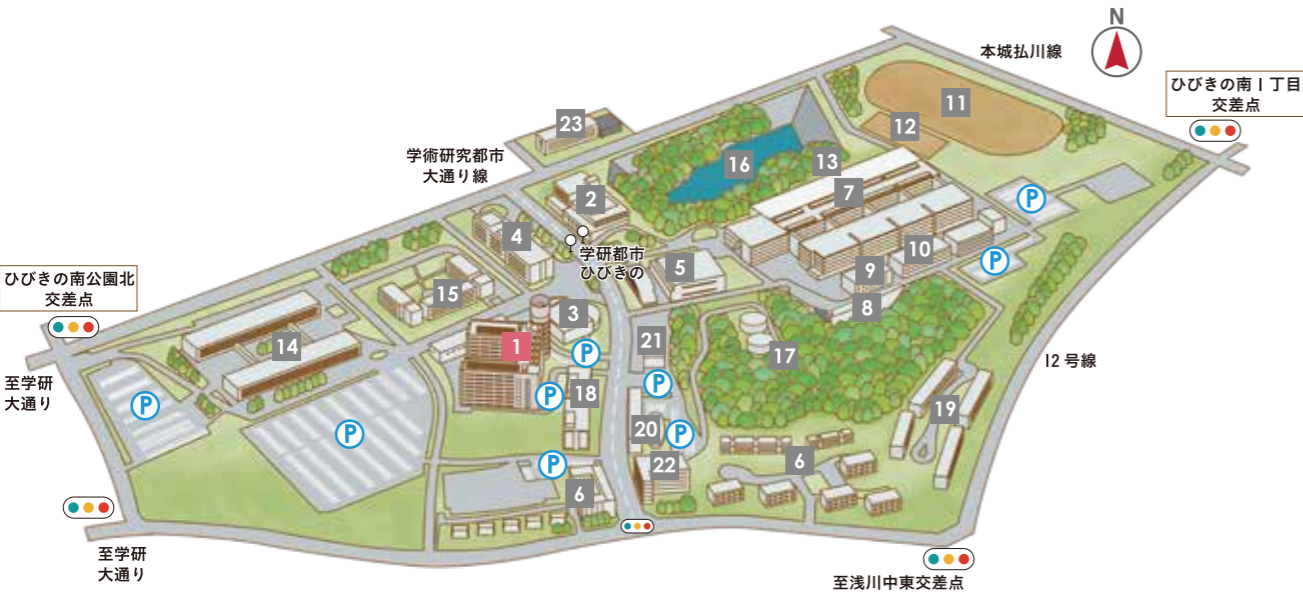 N
本城払川線
ひびきの南1丁目
交差点
11
12
23
学術研究都市
大通り線
16
13
7
2
P
4
学研都市
ひびきの
5
10
9
P
ひびきの南公園北
交差点
15
8
3
14
1
21
17
P
12号線
至学研
大通り
P
P
18
P
19
P
20
P
22
6
P
6
至学研
大通り
至浅川中東交差点